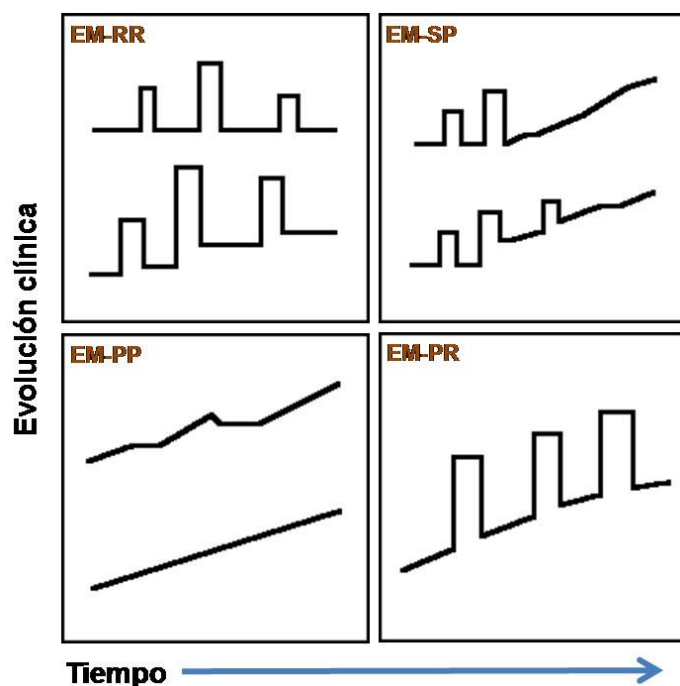 EM-RR
EM-SP
Evolución clínica
EM-PP
EM-PR
Tiempo